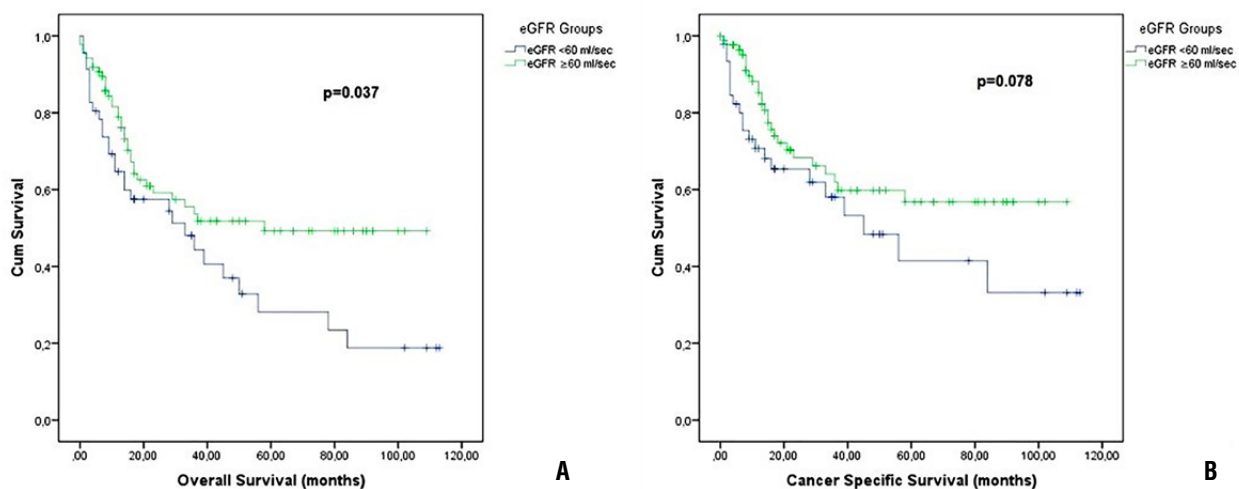 eGFR Groups
eGFR <60 ml/sec
eGFR ≥60 ml/sec
p=0.037
Cum Survival
1,0
0,8
0,6
0,4
0,2
0,0
,00
20,00
40,00
60,00
80,00
100,00
120,00
Overall Survival (months)
A
eGFR Groups
eGFR <60 ml/sec
eGFR ≥60 ml/sec
p=0.078
Cum Survival
1,0
0,8
0,6
0,4
0,2
0,0
,00
20,00
40,00
60,00
80,00
100,00
120,00
Cancer Specific Survival (months)
B